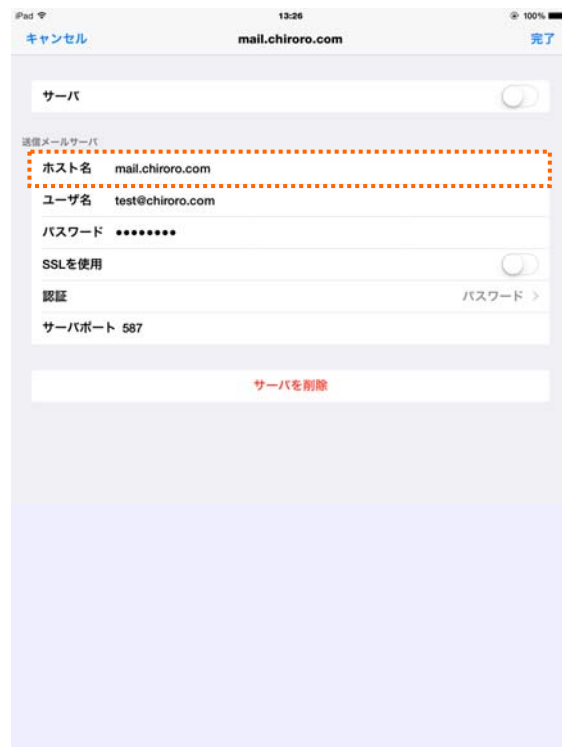 iPad 13:26 100%
キャンセル mail.chiroro.com 完了
サーバ
送信メールサーバ
ホスト名 mail.chiroro.com
ユーザ名 test@chiroro.com
パスワード ●●●●●●●●
SSLを使用
認証 パスワード >
サーバポート 587
サーバを削除